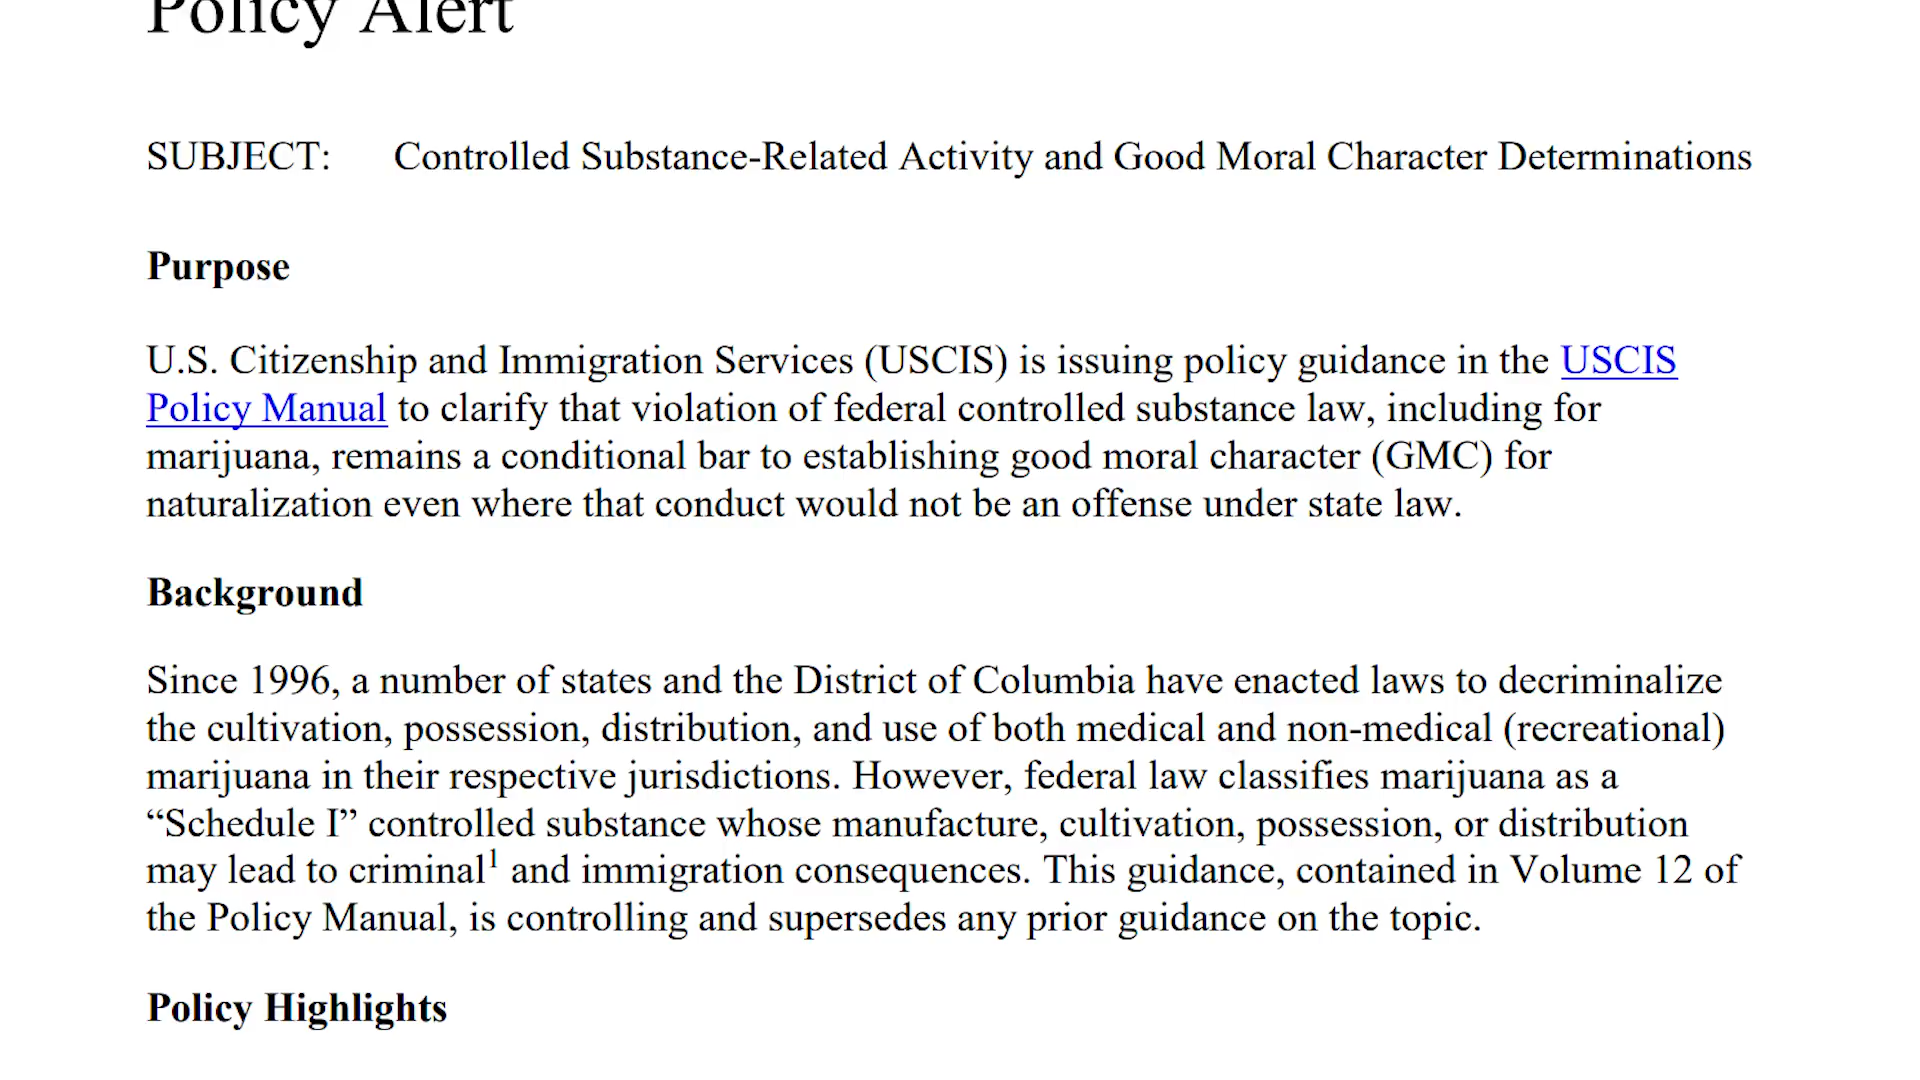 Policy Alert
SUBJECT: Controlled Substance-Related Activity and Good Moral Character Determinations
Purpose
U.S. Citizenship and Immigration Services (USCIS) is issuing policy guidance in the USCIS
Policy Manual to clarify that violation of federal controlled substance law, including for
marijuana, remains a conditional bar to establishing good moral character (GMC) for
naturalization even where that conduct would not be an offense under state law.
Background
Since 1996, a number of states and the District of Columbia have enacted laws to decriminalize
the cultivation, possession, distribution, and use of both medical and non-medical (recreational)
marijuana in their respective jurisdictions. However, federal law classifies marijuana as a
“Schedule I” controlled substance whose manufacture, cultivation, possession, or distribution
may lead to criminal¹ and immigration consequences. This guidance, contained in Volume 12 of
the Policy Manual, is controlling and supersedes any prior guidance on the topic.
Policy Highlights